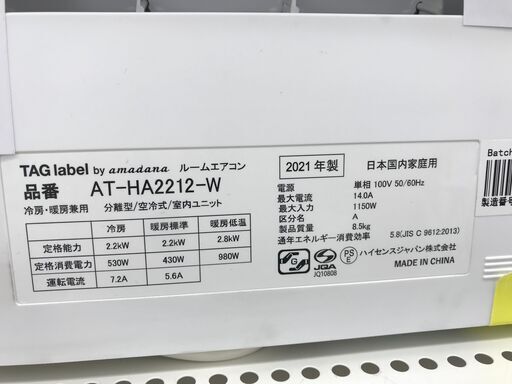 TAG label by amadana ルームエアコン
品番 AT-HA2212-W
冷房・暖房兼用 分離型/空冷式/室内ユニット
冷房 暖房標準 暖房低温
定格能力 2.2kW 2.2kW 2.8kW
定格消費電力 530W 430W 980W
運転電流 7.2A 5.6A
2021年製 日本国内家庭用
電源 単相 100V 50/60Hz
最大電流 14.0A
最大入力 1150W
区分名 A
製品質量 8.5kg
通年エネルギー消費効率 5.8(JIS C 9612:2013)
JQA
JQ10808
PS
E
ハイセンスジャパン株式会社
MADE IN CHINA
Batch
製造番号